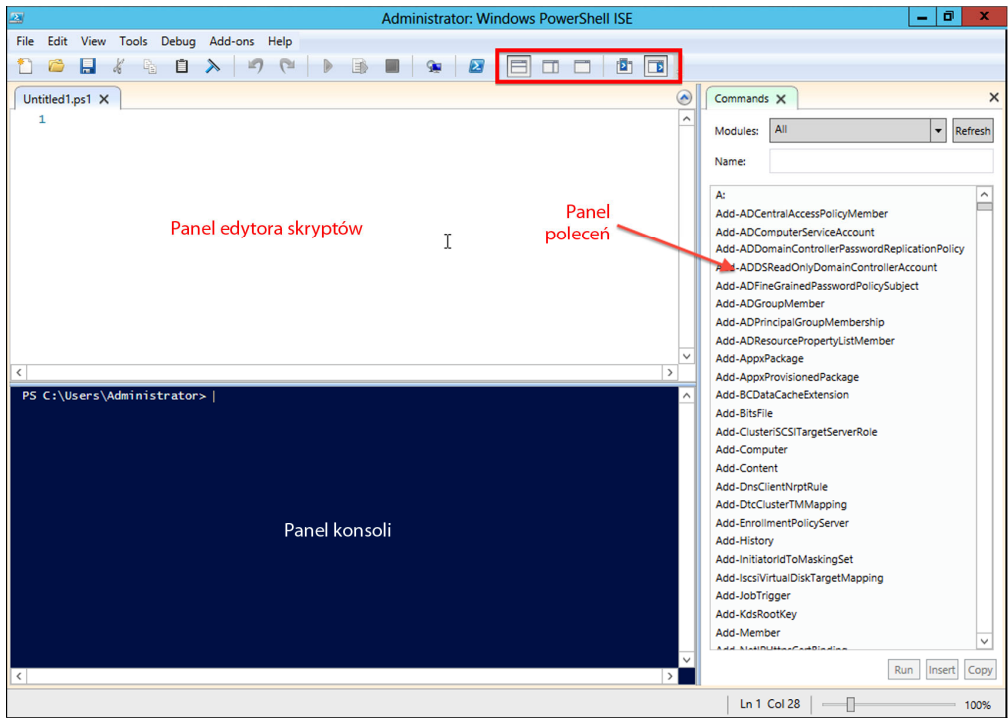 Administrator: Windows PowerShell ISE
File Edit View Tools Debug Add-ons Help
Untitled1.ps1
1
Panel edytora skryptów
Panel
poleceń
PS C:\Users\Administrator>
Panel konsoli
Commands
Modules: All Refresh
Name:
A:
Add-ADCentralAccessPolicyMember
Add-ADComputerServiceAccount
Add-ADDomainControllerPasswordReplicationPolicy
Add-ADDSReadOnlyDomainControllerAccount
Add-ADFineGrainedPasswordPolicySubject
Add-ADGroupMember
Add-ADPrincipalGroupMembership
Add-ADResourcePropertyListMember
Add-AppxPackage
Add-AppxProvisionedPackage
Add-BCDataCacheExtension
Add-BitsFile
Add-ClusteriSCSITargetServerRole
Add-Computer
Add-Content
Add-DnsClientNrptRule
Add-DtcClusterTMMapping
Add-EnrollmentPolicyServer
Add-History
Add-InitiatorIdToMaskingSet
Add-IscsiVirtualDiskTargetMapping
Add-JobTrigger
Add-KdsRootKey
Add-Member
Run Insert Copy
Ln 1 Col 28 100%